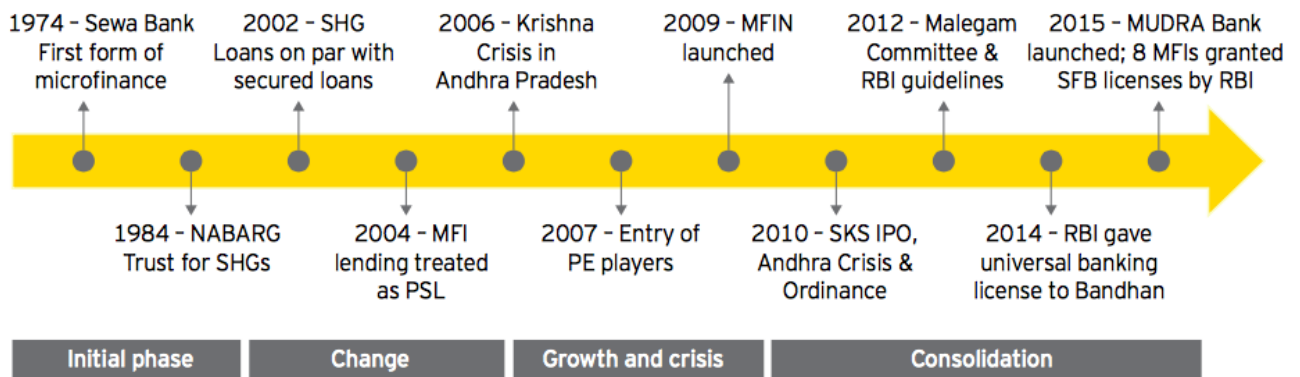 1974 – Sewa Bank
First form of
microfinance
2002 – SHG
Loans on par with
secured loans
2006 – Krishna
Crisis in
Andhra Pradesh
2009 – MFIN
launched
2012 – Malegam
Committee &
RBI guidelines
2015 – MUDRA Bank
launched; 8 MFIs granted
SFB licenses by RBI
1984 – NABARG
Trust for SHGs
2004 – MFI
lending treated
as PSL
2007 – Entry of
PE players
2010 – SKS IPO,
Andhra Crisis &
Ordinance
2014 – RBI gave
universal banking
license to Bandhan
Initial phase
Change
Growth and crisis
Consolidation